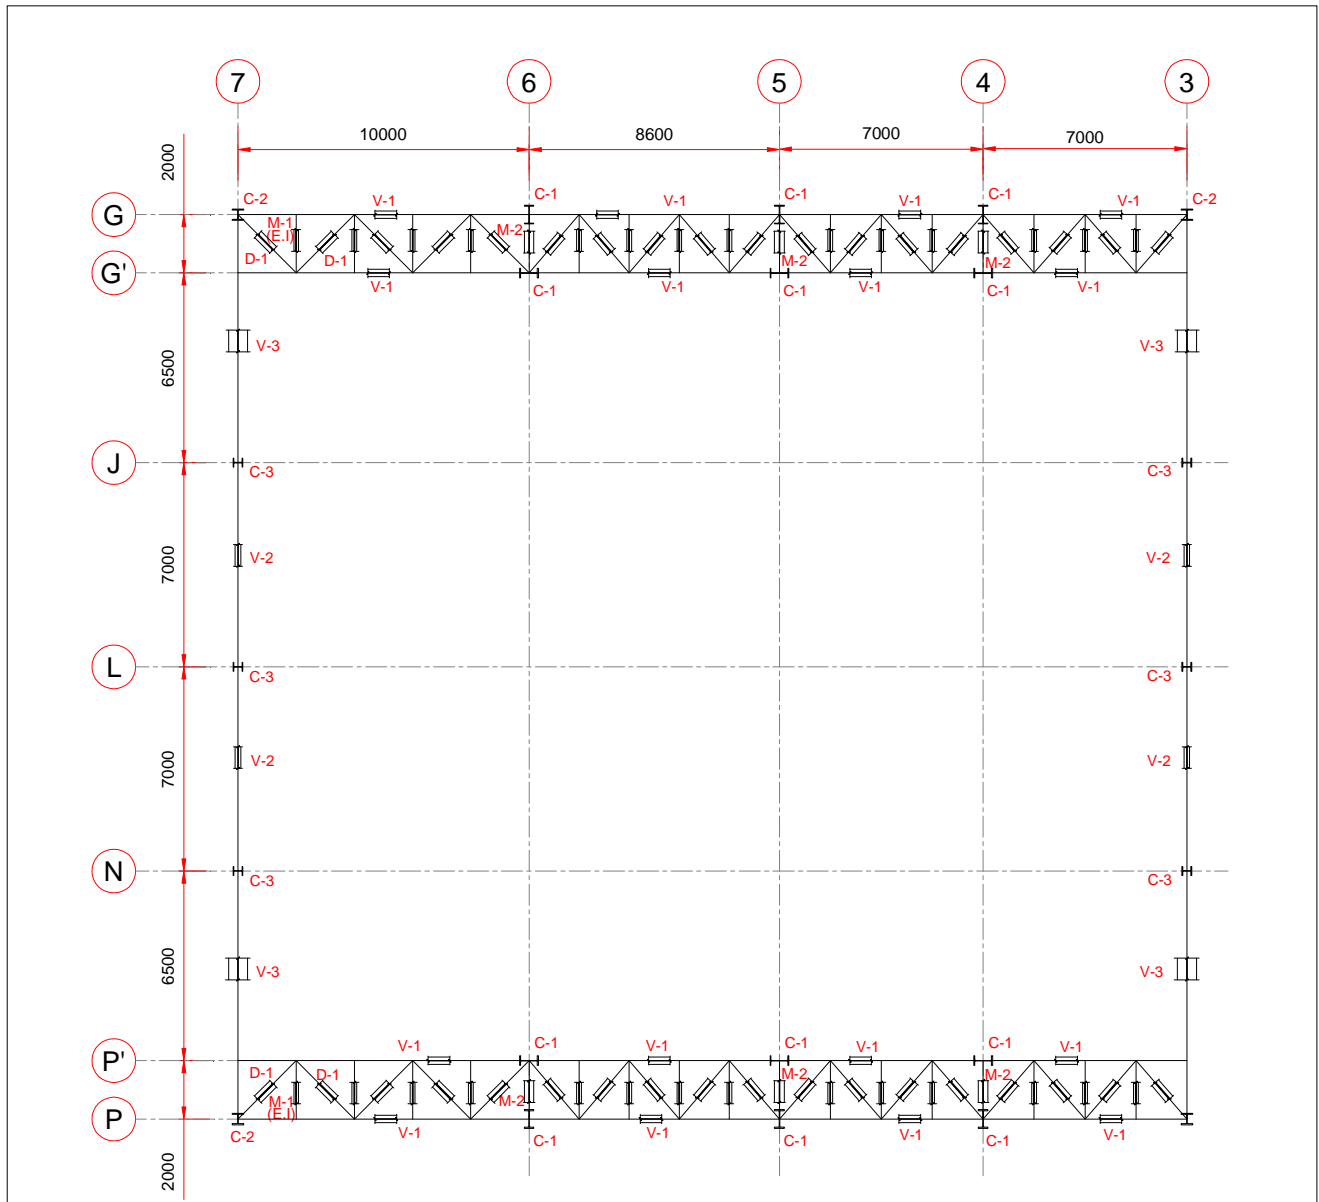 7 6 5 4 3
10000 8600 7000 7000
2000
G C-2 V-1 C-1 V-1 C-1 V-1 C-1 V-1 C-2
M-1
(E.I)
D-1 D-1 M-2 M-2 M-2
G' V-1 C-1 V-1 C-1 V-1 C-1 V-1
6500 V-3 V-3
J C-3 C-3
7000 V-2 V-2
L C-3 C-3
7000 V-2 V-2
N C-3 C-3
6500 V-3 V-3
P' V-1 C-1 V-1 C-1 V-1 C-1 V-1
D-1 D-1 M-2 M-2 M-2
M-1
(E.I)
P C-2 V-1 C-1 V-1 C-1 V-1 C-1 V-1
2000